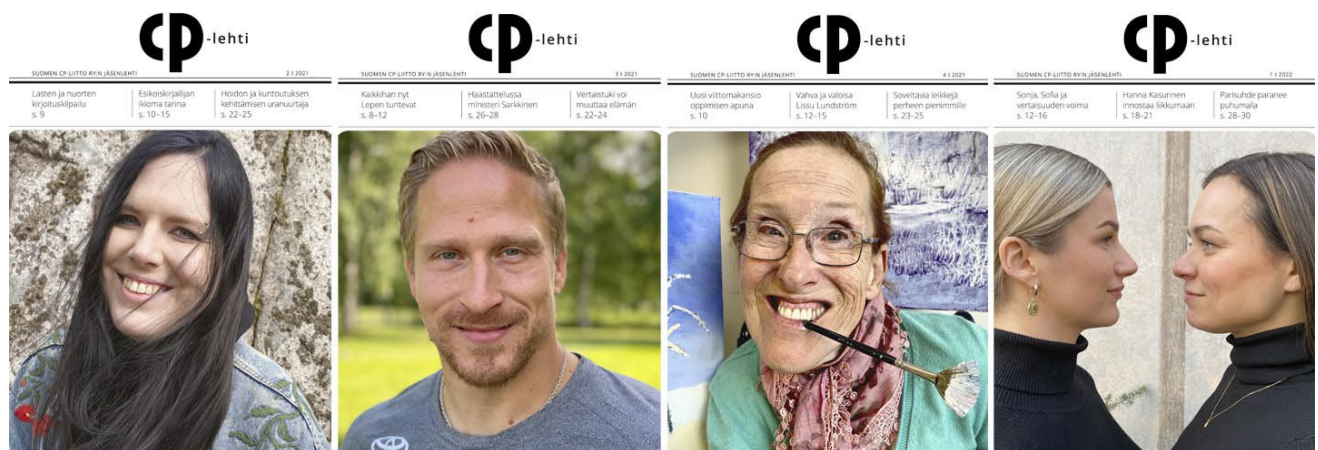 cp-lehti
SUOMEN CP-LIITTO RY:N JÄSENLEHTI
2 I 2021
Lasten ja nuorten
kirjoituskilpailu
s. 9
Esikoiskirjailijan
ikioma tarina
s. 10–15
Hoidon ja kuntoutuksen
kehittämisen uranuurtaja
s. 22–25
cp-lehti
SUOMEN CP-LIITTO RY:N JÄSENLEHTI
3 I 2021
Kaikkihan nyt
Lepen tuntevat
s. 8–12
Haastattelussa
ministeri Sarkkinen
s. 26–28
Vertaistuki voi
muuttaa elämän
s. 22–24
cp-lehti
SUOMEN CP-LIITTO RY:N JÄSENLEHTI
4 I 2021
Uusi viittomakansio
oppimisen apuna
s. 10
Vahva ja valoisa
Lissu Lundström
s. 12–15
Soveltavia leikkejä
perheen pienimmille
s. 23-25
cp-lehti
SUOMEN CP-LIITTO RY:N JÄSENLEHTI
1 I 2022
Sonja, Sofia ja
vertaisuuden voima
s. 12–16
Hanna Kasurinen
innostaa liikkumaan
s. 18–21
Parisuhde paranee
puhumalla
s. 28-30